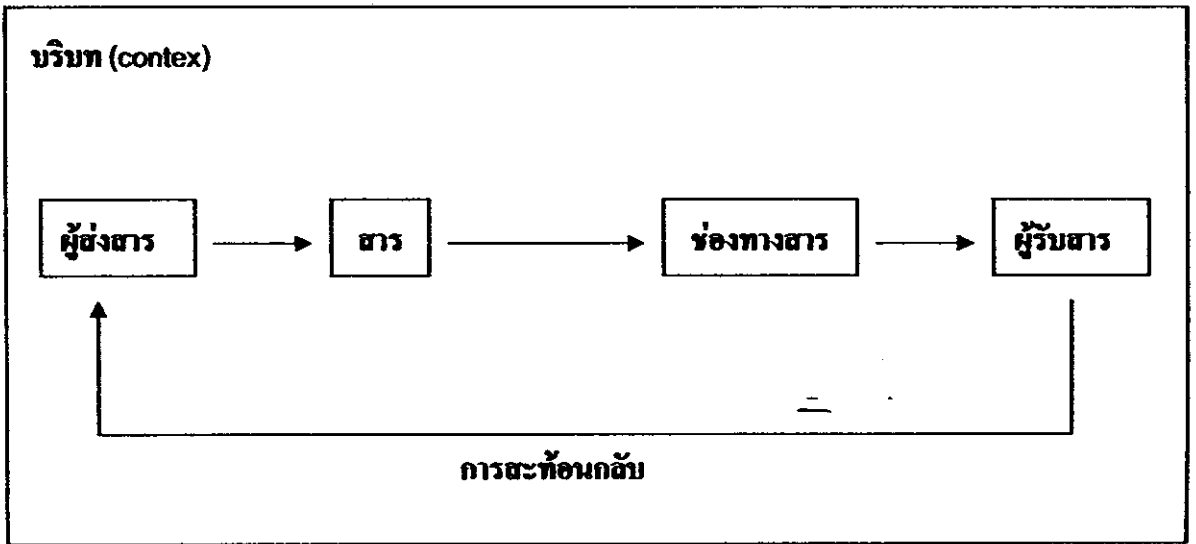 บริบท (contex)
ผู้ส่งสาร
สาร
ช่องทางสาร
ผู้รับสาร
การสะท้อนกลับ